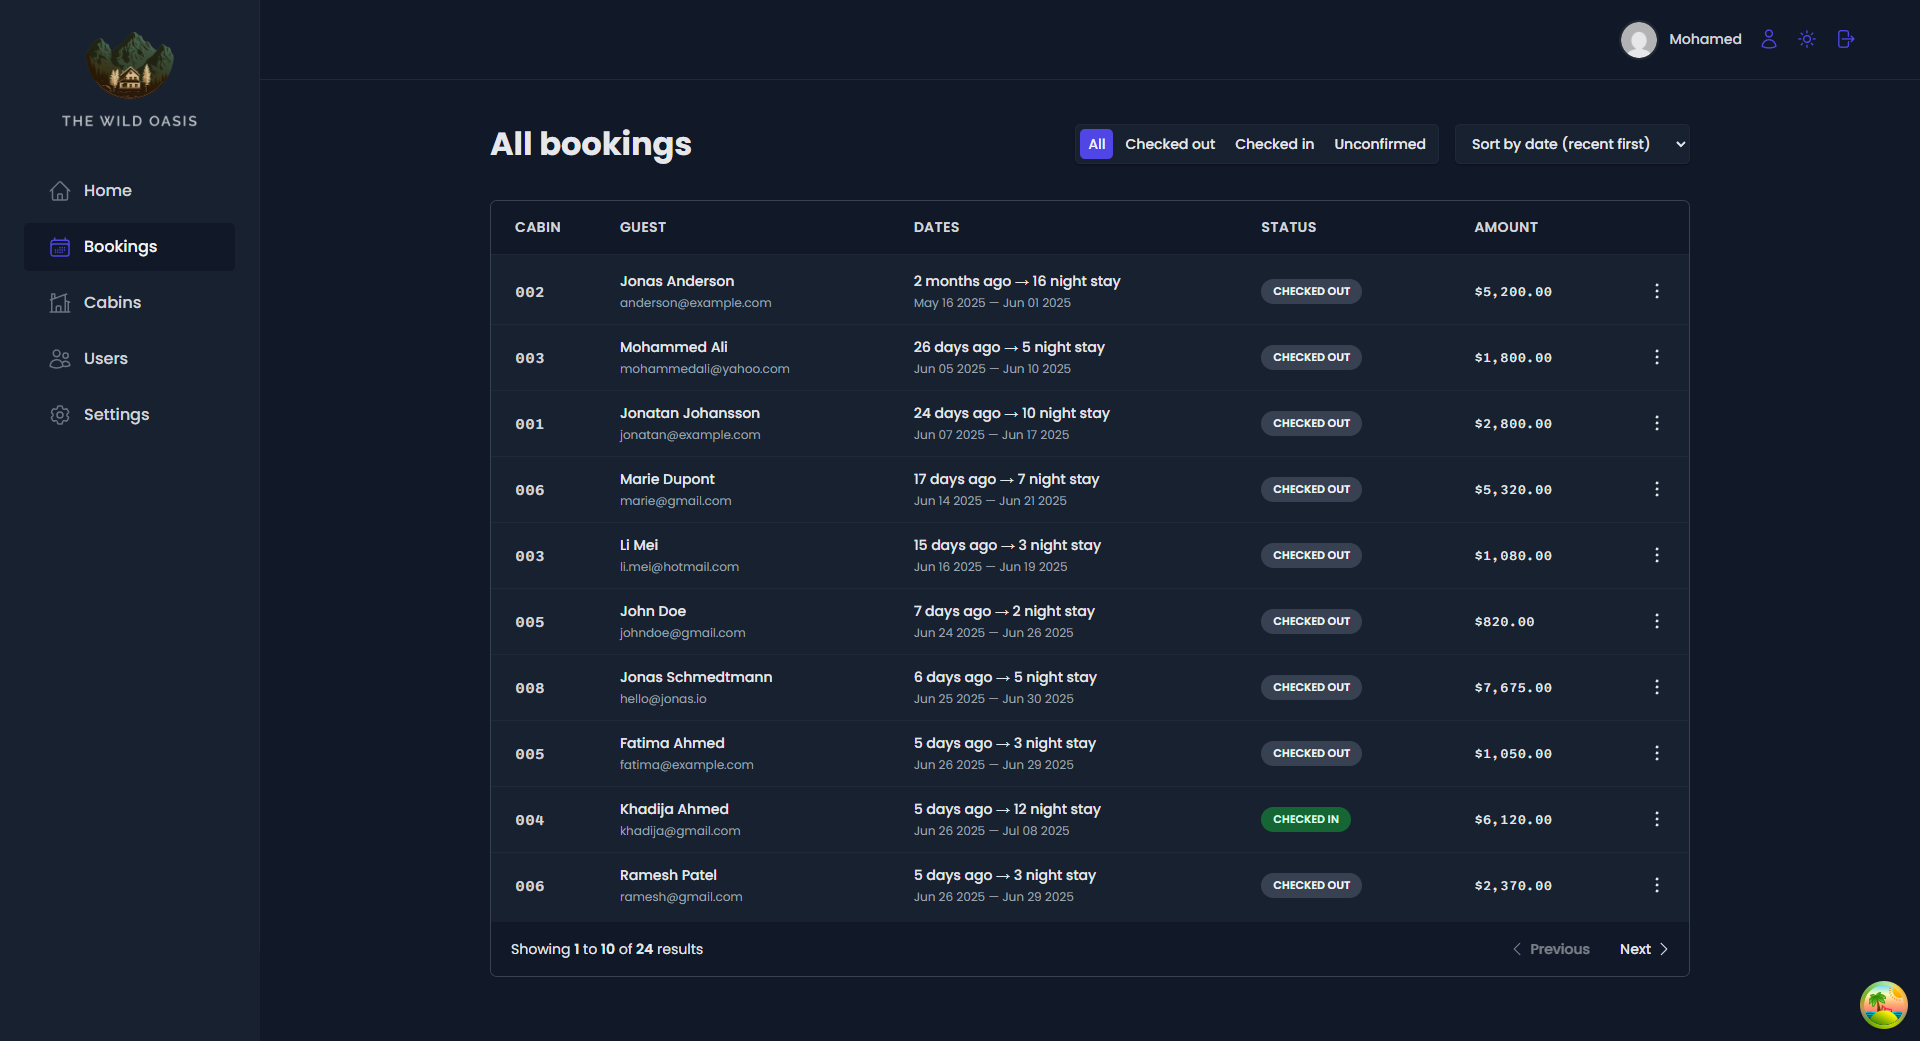 THE WILD OASIS
Home
Bookings
Cabins
Users
Settings
Mohamed
All bookings
All Checked out Checked in Unconfirmed
Sort by date (recent first)
CABIN GUEST DATES STATUS AMOUNT
002 Jonas Anderson 2 months ago → 16 night stay CHECKED OUT $5,200.00
anderson@example.com May 16 2025 — Jun 01 2025
003 Mohammed Ali 26 days ago → 5 night stay CHECKED OUT $1,800.00
mohammedali@yahoo.com Jun 05 2025 — Jun 10 2025
001 Jonatan Johansson 24 days ago → 10 night stay CHECKED OUT $2,800.00
jonatan@example.com Jun 07 2025 — Jun 17 2025
006 Marie Dupont 17 days ago → 7 night stay CHECKED OUT $5,320.00
marie@gmail.com Jun 14 2025 — Jun 21 2025
003 Li Mei 15 days ago → 3 night stay CHECKED OUT $1,080.00
li.mei@hotmail.com Jun 16 2025 — Jun 19 2025
005 John Doe 7 days ago → 2 night stay CHECKED OUT $820.00
johndoe@gmail.com Jun 24 2025 — Jun 26 2025
008 Jonas Schmedtmann 6 days ago → 5 night stay CHECKED OUT $7,675.00
hello@jonas.io Jun 25 2025 — Jun 30 2025
005 Fatima Ahmed 5 days ago → 3 night stay CHECKED OUT $1,050.00
fatima@example.com Jun 26 2025 — Jun 29 2025
004 Khadija Ahmed 5 days ago → 12 night stay CHECKED IN $6,120.00
khadija@gmail.com Jun 26 2025 — Jul 08 2025
006 Ramesh Patel 5 days ago → 3 night stay CHECKED OUT $2,370.00
ramesh@gmail.com Jun 26 2025 — Jun 29 2025
Showing 1 to 10 of 24 results
Previous Next